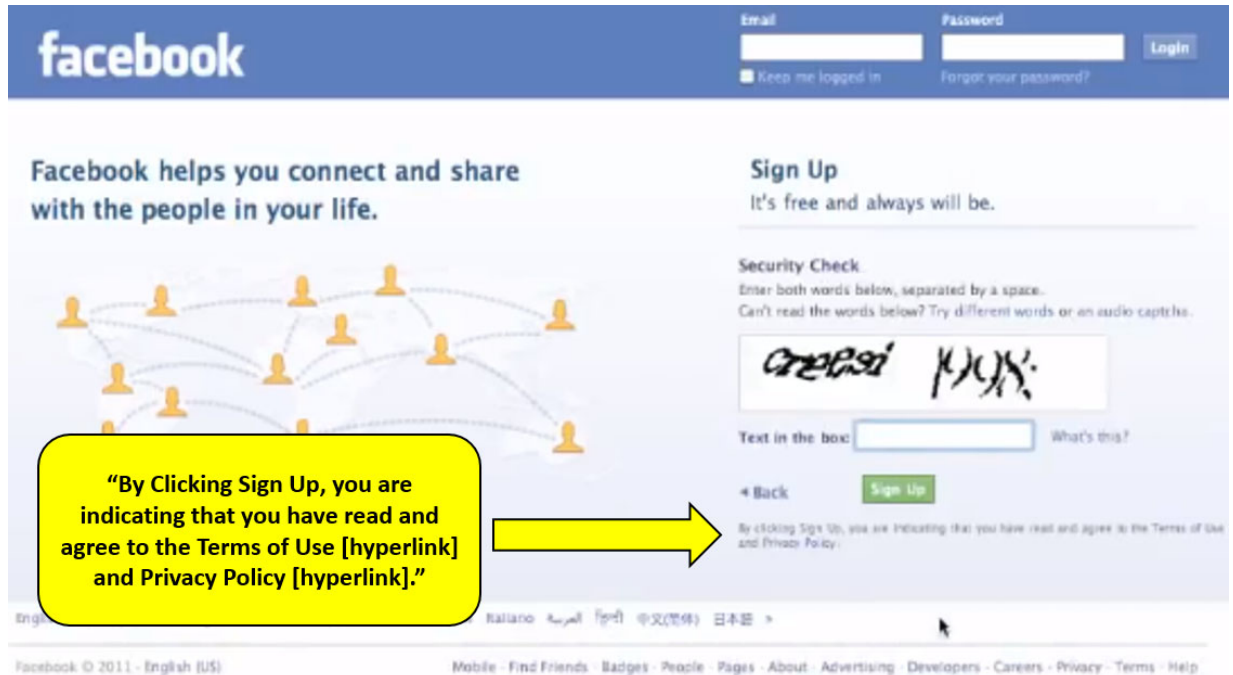 facebook
Email
Password
Login
Keep me logged in
Forgot your password?
Facebook helps you connect and share
with the people in your life.
Sign Up
It's free and always will be.
Security Check
Enter both words below, separated by a space.
Can't read the words below? Try different words or an audio captcha.
Text in the box:
What's this?
Back
Sign Up
By clicking Sign Up, you are indicating that you have read and agree to the Terms of Use
and Privacy Policy.
“By Clicking Sign Up, you are
indicating that you have read and
agree to the Terms of Use [hyperlink]
and Privacy Policy [hyperlink].”
Italiano العربية हिन्दी 中文(简体) 日本語 »
Facebook © 2011 · English (US)
Mobile · Find Friends · Badges · People · Pages · About · Advertising · Developers · Careers · Privacy · Terms · Help